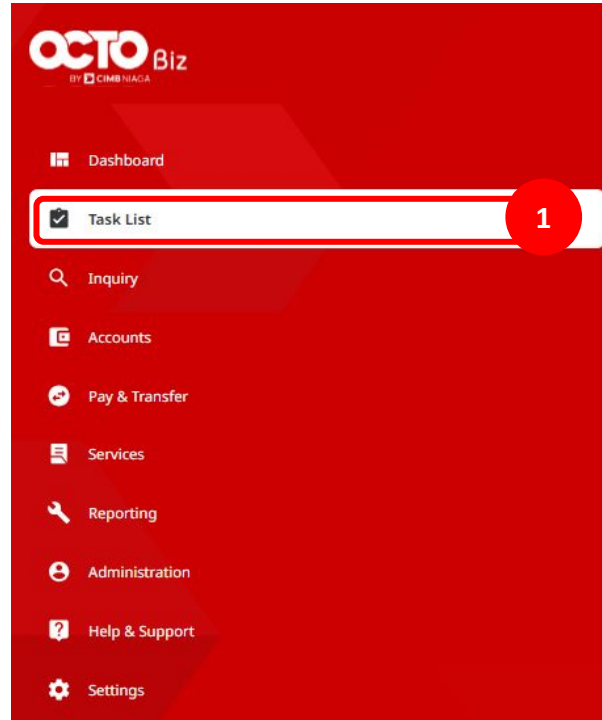 OCTO Biz
BY CIMB NIAGA
Dashboard
Task List
1
Inquiry
Accounts
Pay & Transfer
Services
Reporting
Administration
Help & Support
Settings